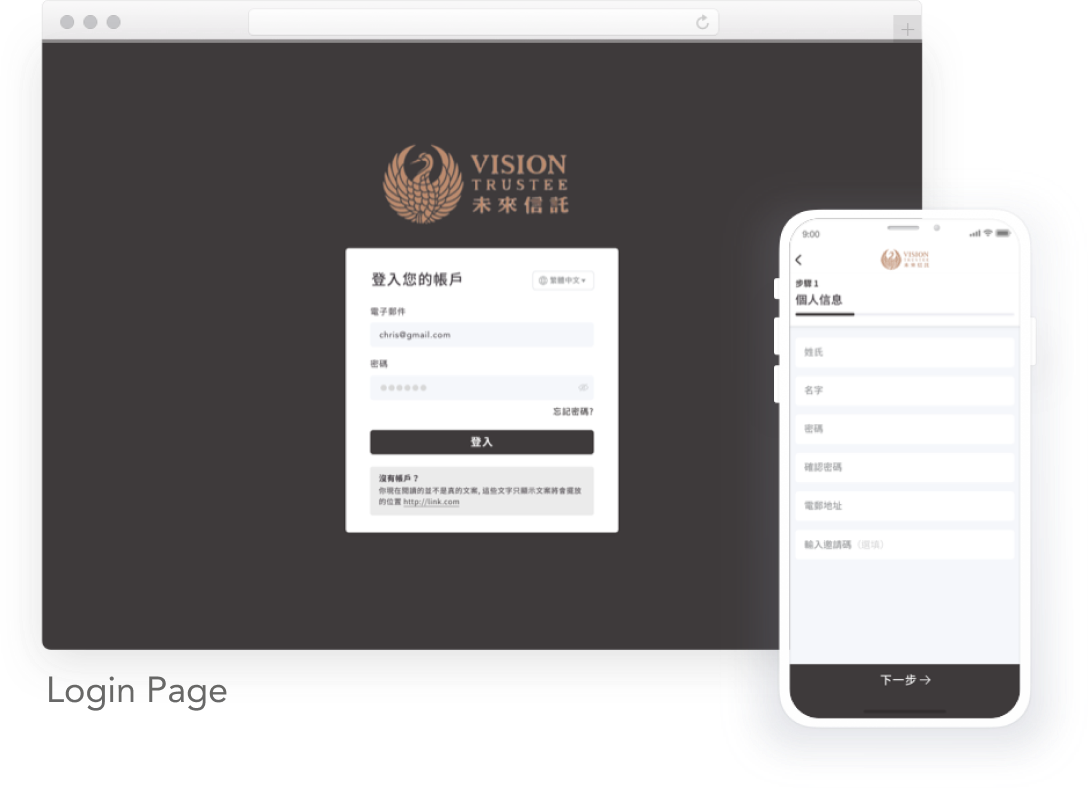 VISION
TRUSTEE
未來信託
登入您的帳戶
繁體中文
電子郵件
chris@gmail.com
密碼
忘記密碼?
登入
沒有帳戶？
你現在閱讀的並不是真的文案, 這些文字只顯示文案將會擺放
的位置 http://link.com
Login Page
9:00
VISION
TRUSTEE
未來信託
步驟 1
個人信息
姓氏
名字
密碼
確認密碼
電郵地址
輸入邀請碼（選填）
下一步